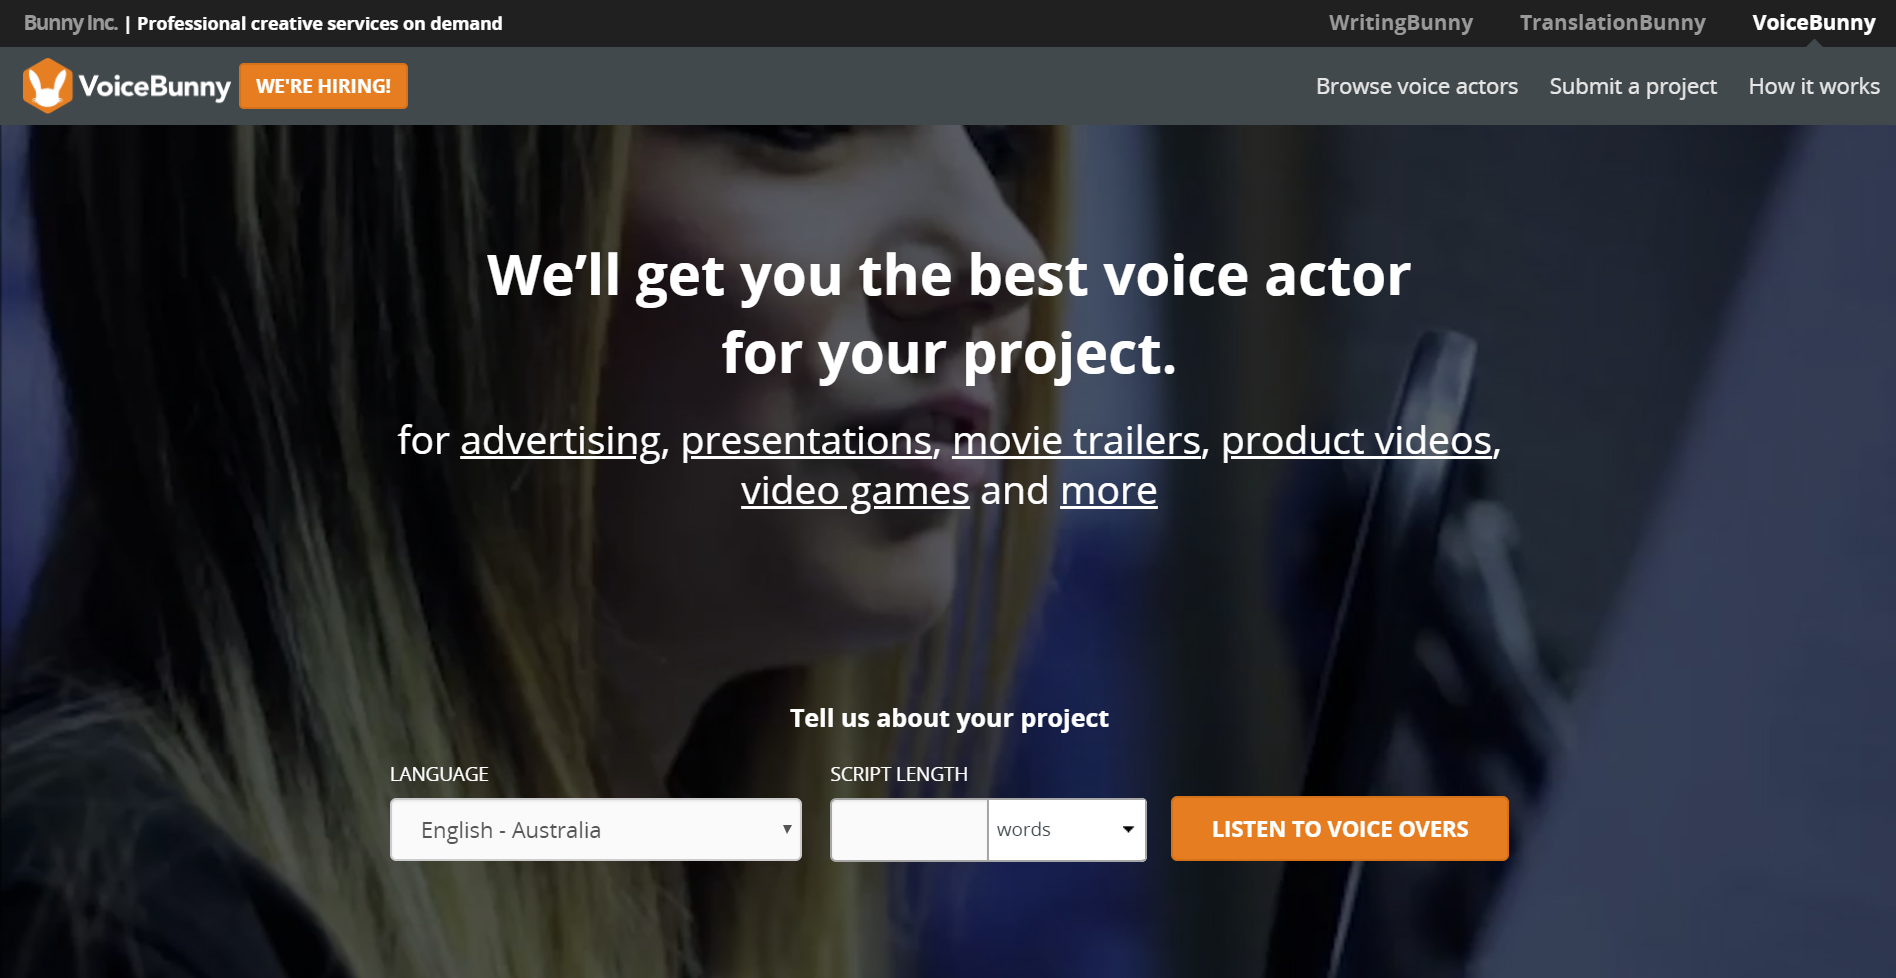 Bunny Inc. | Professional creative services on demand
WritingBunny TranslationBunny VoiceBunny
VoiceBunny WE'RE HIRING! Browse voice actors Submit a project How it works
We’ll get you the best voice actor
for your project.
for advertising, presentations, movie trailers, product videos,
video games and more
Tell us about your project
LANGUAGE SCRIPT LENGTH
English - Australia words LISTEN TO VOICE OVERS